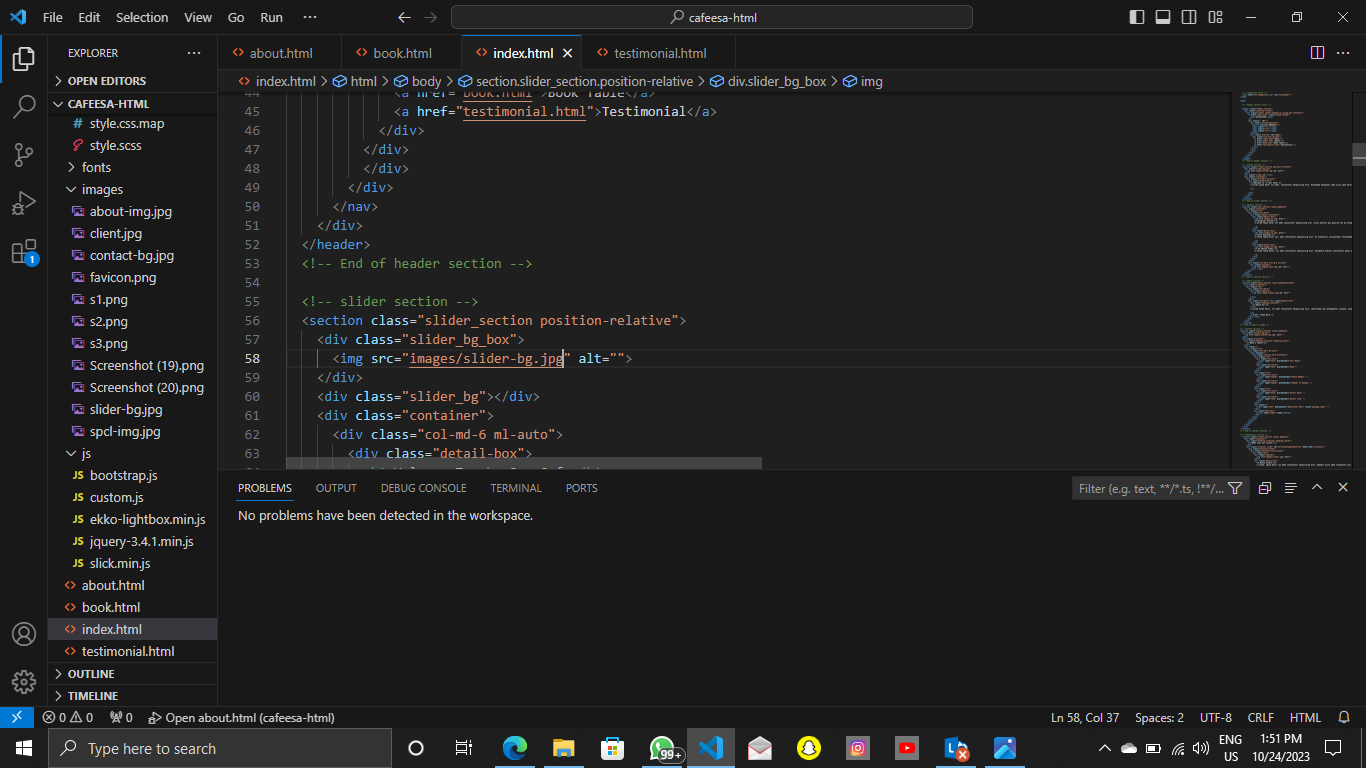 File Edit Selection View Go Run ···
cafeesa-html
EXPLORER
OPEN EDITORS
CAFEESA-HTML
# style.css.map
style.scss
fonts
images
about-img.jpg
client.jpg
contact-bg.jpg
favicon.png
s1.png
s2.png
s3.png
Screenshot (19).png
Screenshot (20).png
slider-bg.jpg
spcl-img.jpg
js
JS bootstrap.js
JS custom.js
JS ekko-lightbox.min.js
JS jquery-3.4.1.min.js
JS slick.min.js
<> about.html
<> book.html
<> index.html
<> testimonial.html
OUTLINE
TIMELINE
<> about.html <> book.html <> index.html <> testimonial.html
<> index.html > html > body > section.slider_section.position-relative > div.slider_bg_box > img
<a href="book.html">Book Table</a>
45 <a href="testimonial.html">Testimonial</a>
46 </div>
47 </div>
48 </div>
49 </div>
50 </nav>
51 </div>
52 </header>
53 <!-- End of header section -->
54
55 <!-- slider section -->
56 <section class="slider_section position-relative">
57 <div class="slider_bg_box">
58 <img src="images/slider-bg.jpg" alt="">
59 </div>
60 <div class="slider_bg"></div>
61 <div class="container">
62 <div class="col-md-6 ml-auto">
63 <div class="detail-box">
PROBLEMS OUTPUT DEBUG CONSOLE TERMINAL PORTS
Filter (e.g. text, **/*.ts, !**/...
No problems have been detected in the workspace.
1
0 0 0 Open about.html (cafeesa-html)
Ln 58, Col 37 Spaces: 2 UTF-8 CRLF HTML
Type here to search
99+
ENG
US
1:51 PM
10/24/2023